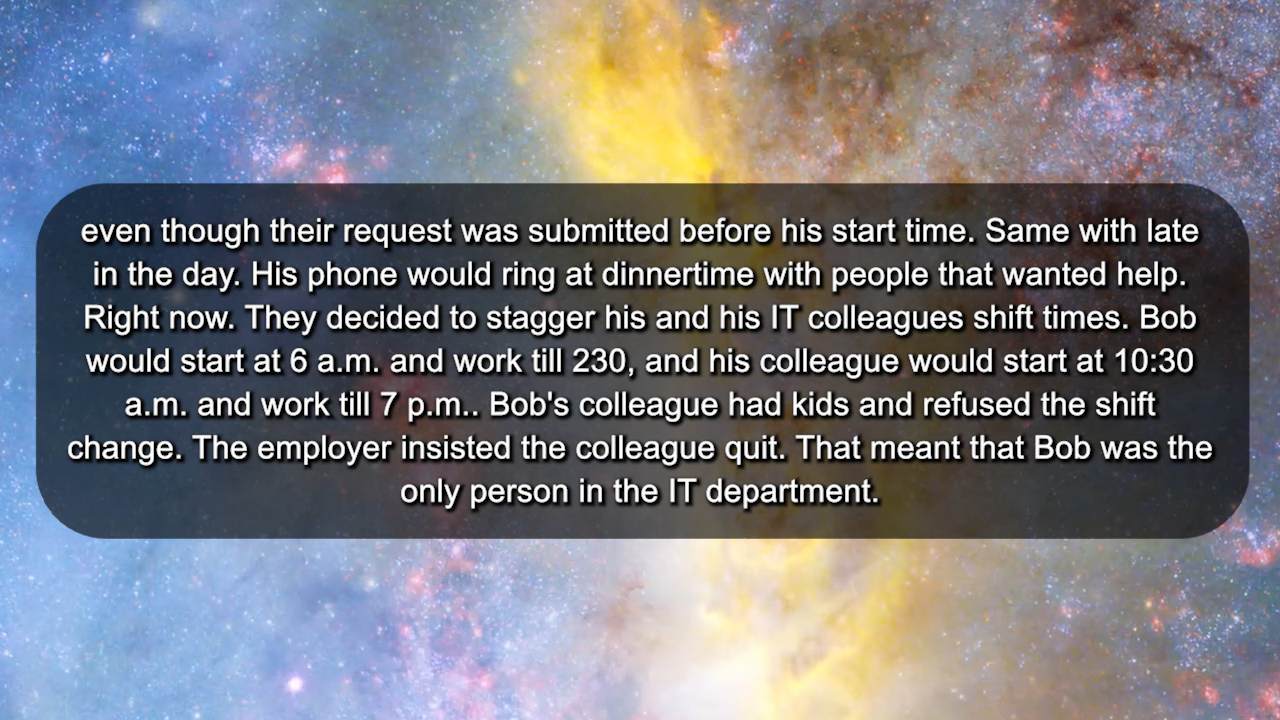 even though their request was submitted before his start time. Same with late
in the day. His phone would ring at dinnertime with people that wanted help.
Right now. They decided to stagger his and his IT colleagues shift times. Bob
would start at 6 a.m. and work till 230, and his colleague would start at 10:30
a.m. and work till 7 p.m.. Bob's colleague had kids and refused the shift
change. The employer insisted the colleague quit. That meant that Bob was the
only person in the IT department.